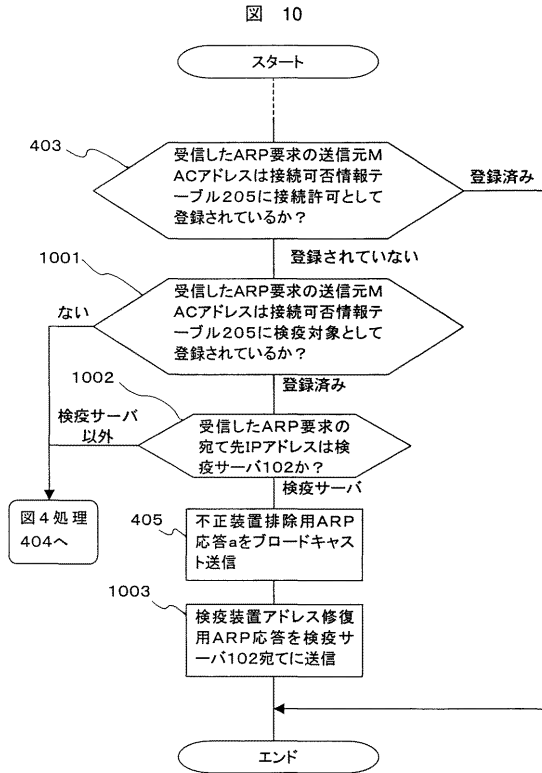 図 10
スタート
403
受信したARP要求の送信元M
ACアドレスは接続可否情報テ
ーブル205に接続許可として
登録されているか？
登録済み
登録されていない
1001
受信したARP要求の送信元M
ACアドレスは接続可否情報テ
ーブル205に検疫対象として
登録されているか？
ない
登録済み
1002
受信したARP要求の
宛て先IPアドレスは検
疫サーバ102か？
検疫サーバ
以外
検疫サーバ
図4処理
404へ
405
不正装置排除用ARP
応答aをブロードキャス
ト送信
1003
検疫装置アドレス修復
用ARP応答を検疫サー
バ102宛てに送信
エンド